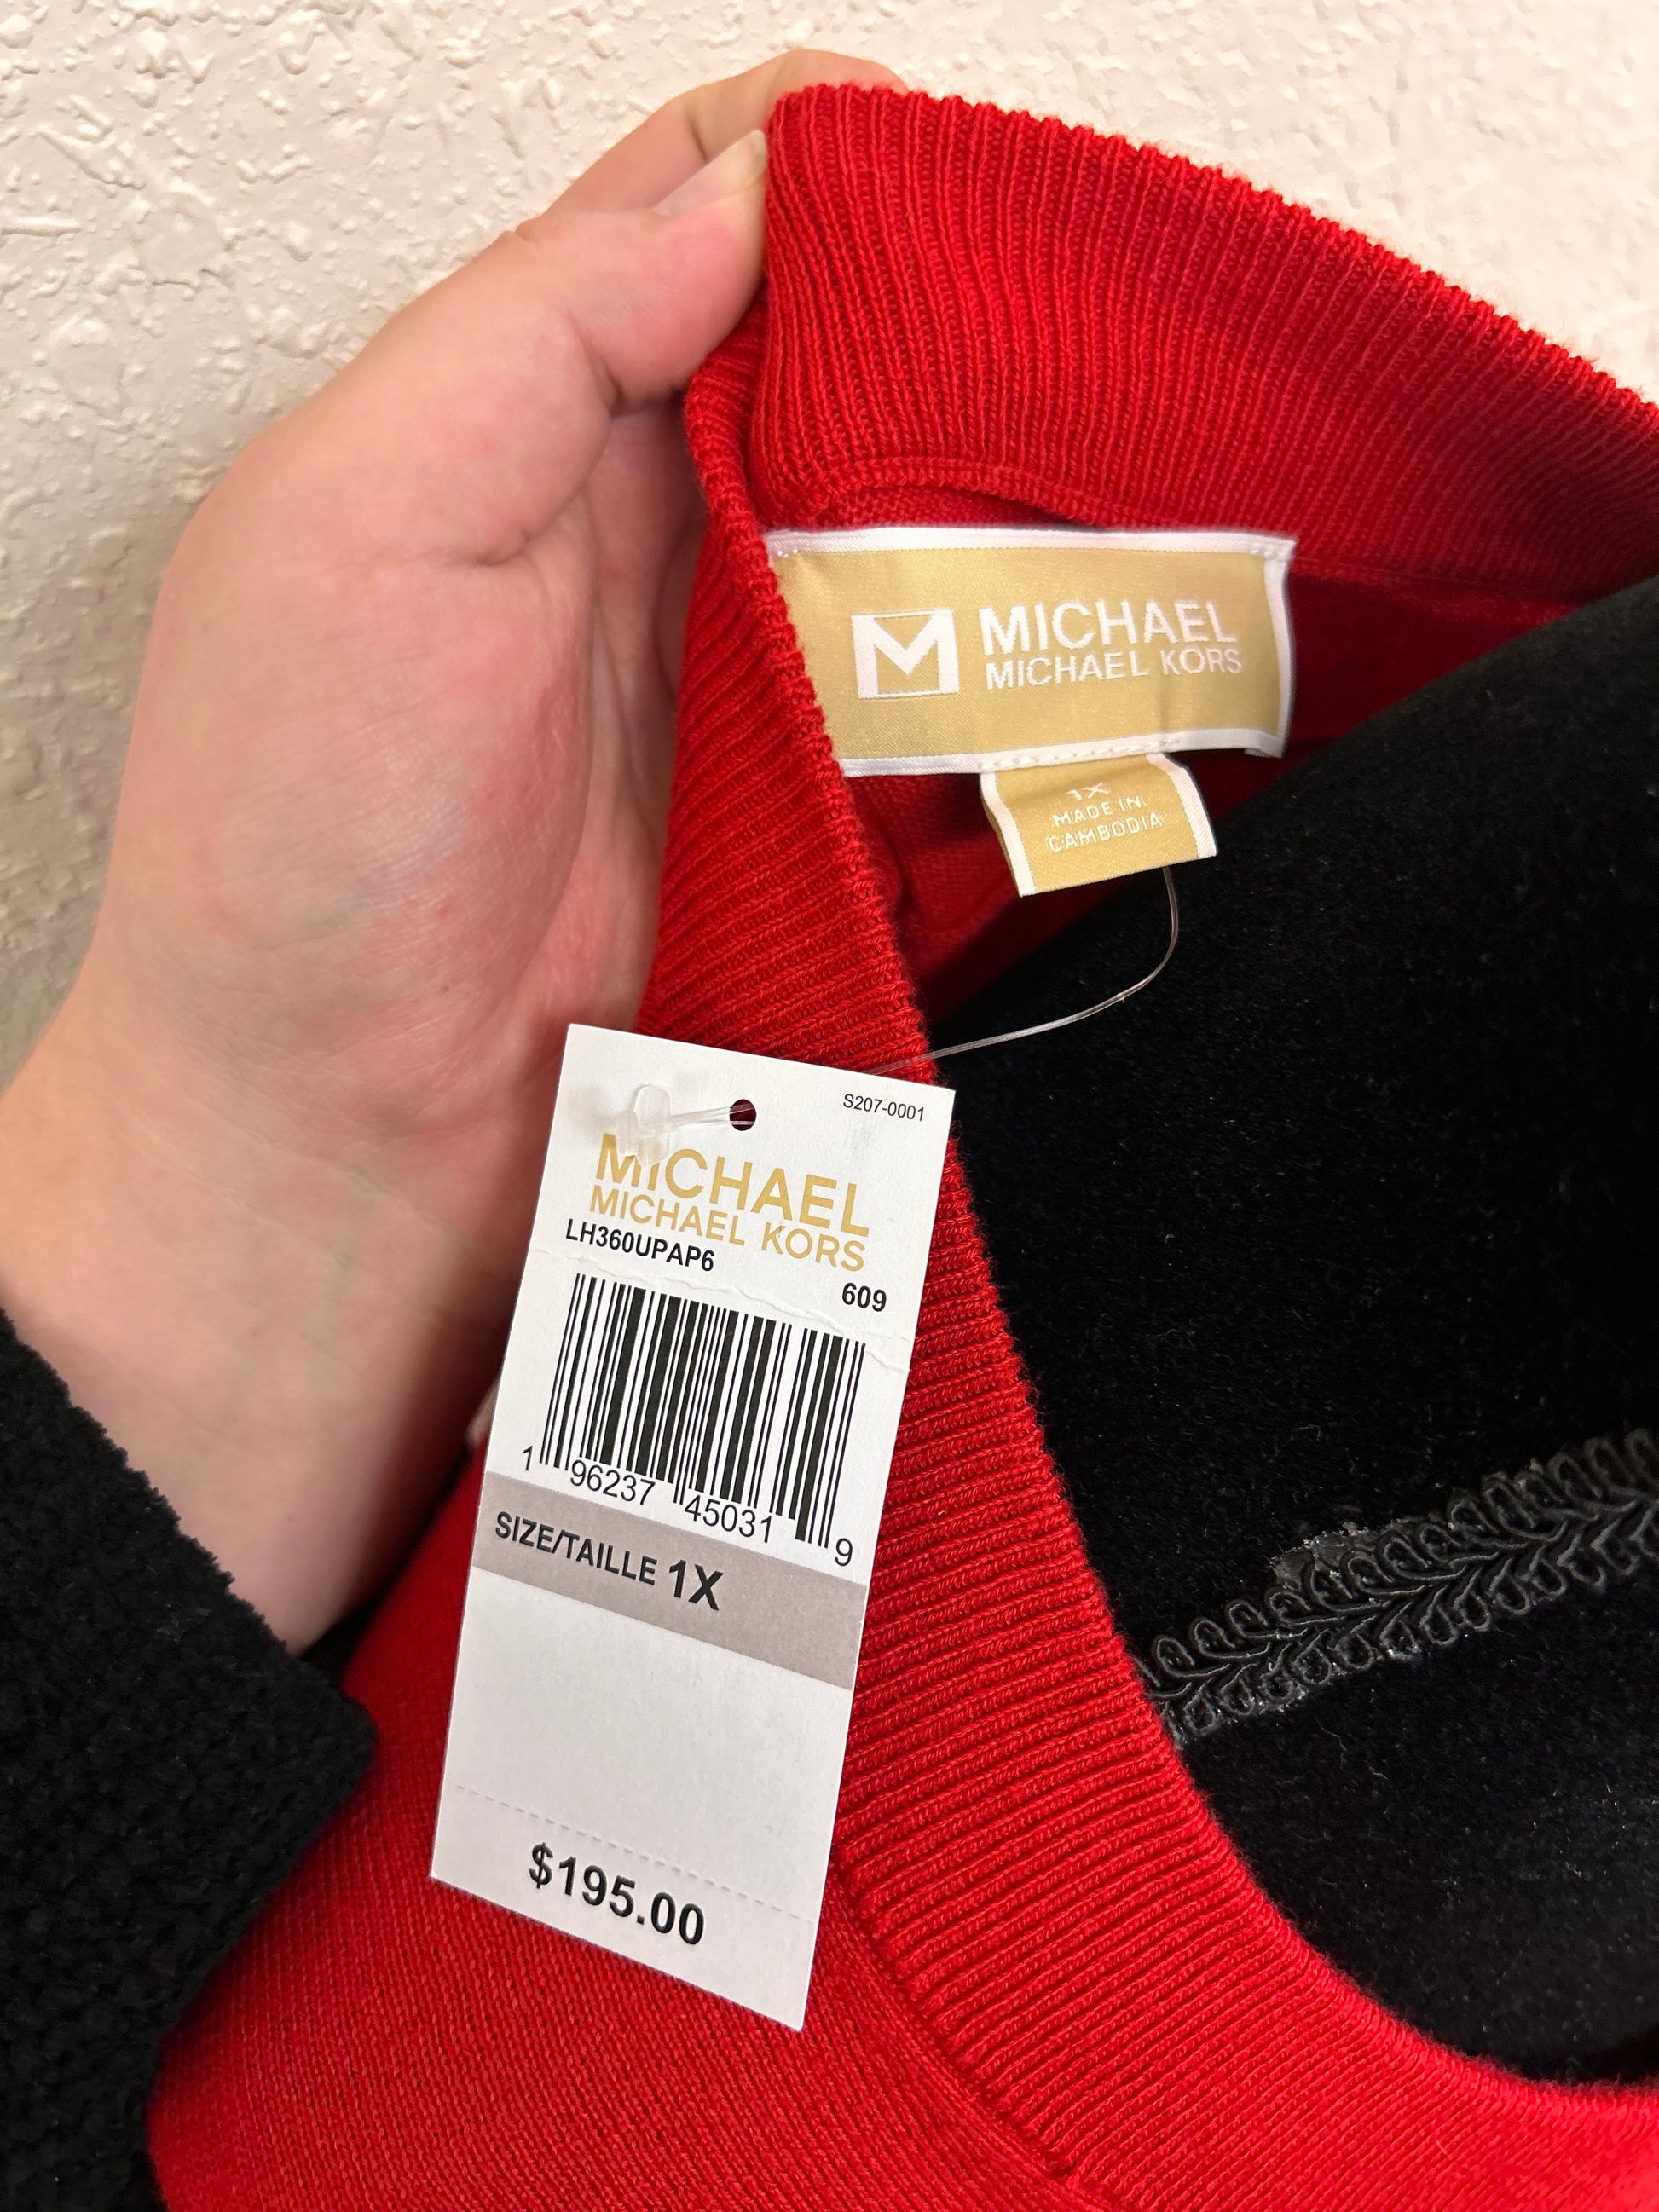 M MICHAEL
MICHAEL KORS
1X
MADE IN
CAMBODIA
S207-0001
MICHAEL
MICHAEL KORS
LH360UPAP6
609
1 96237 45031 9
SIZE/TAILLE 1X
$195.00